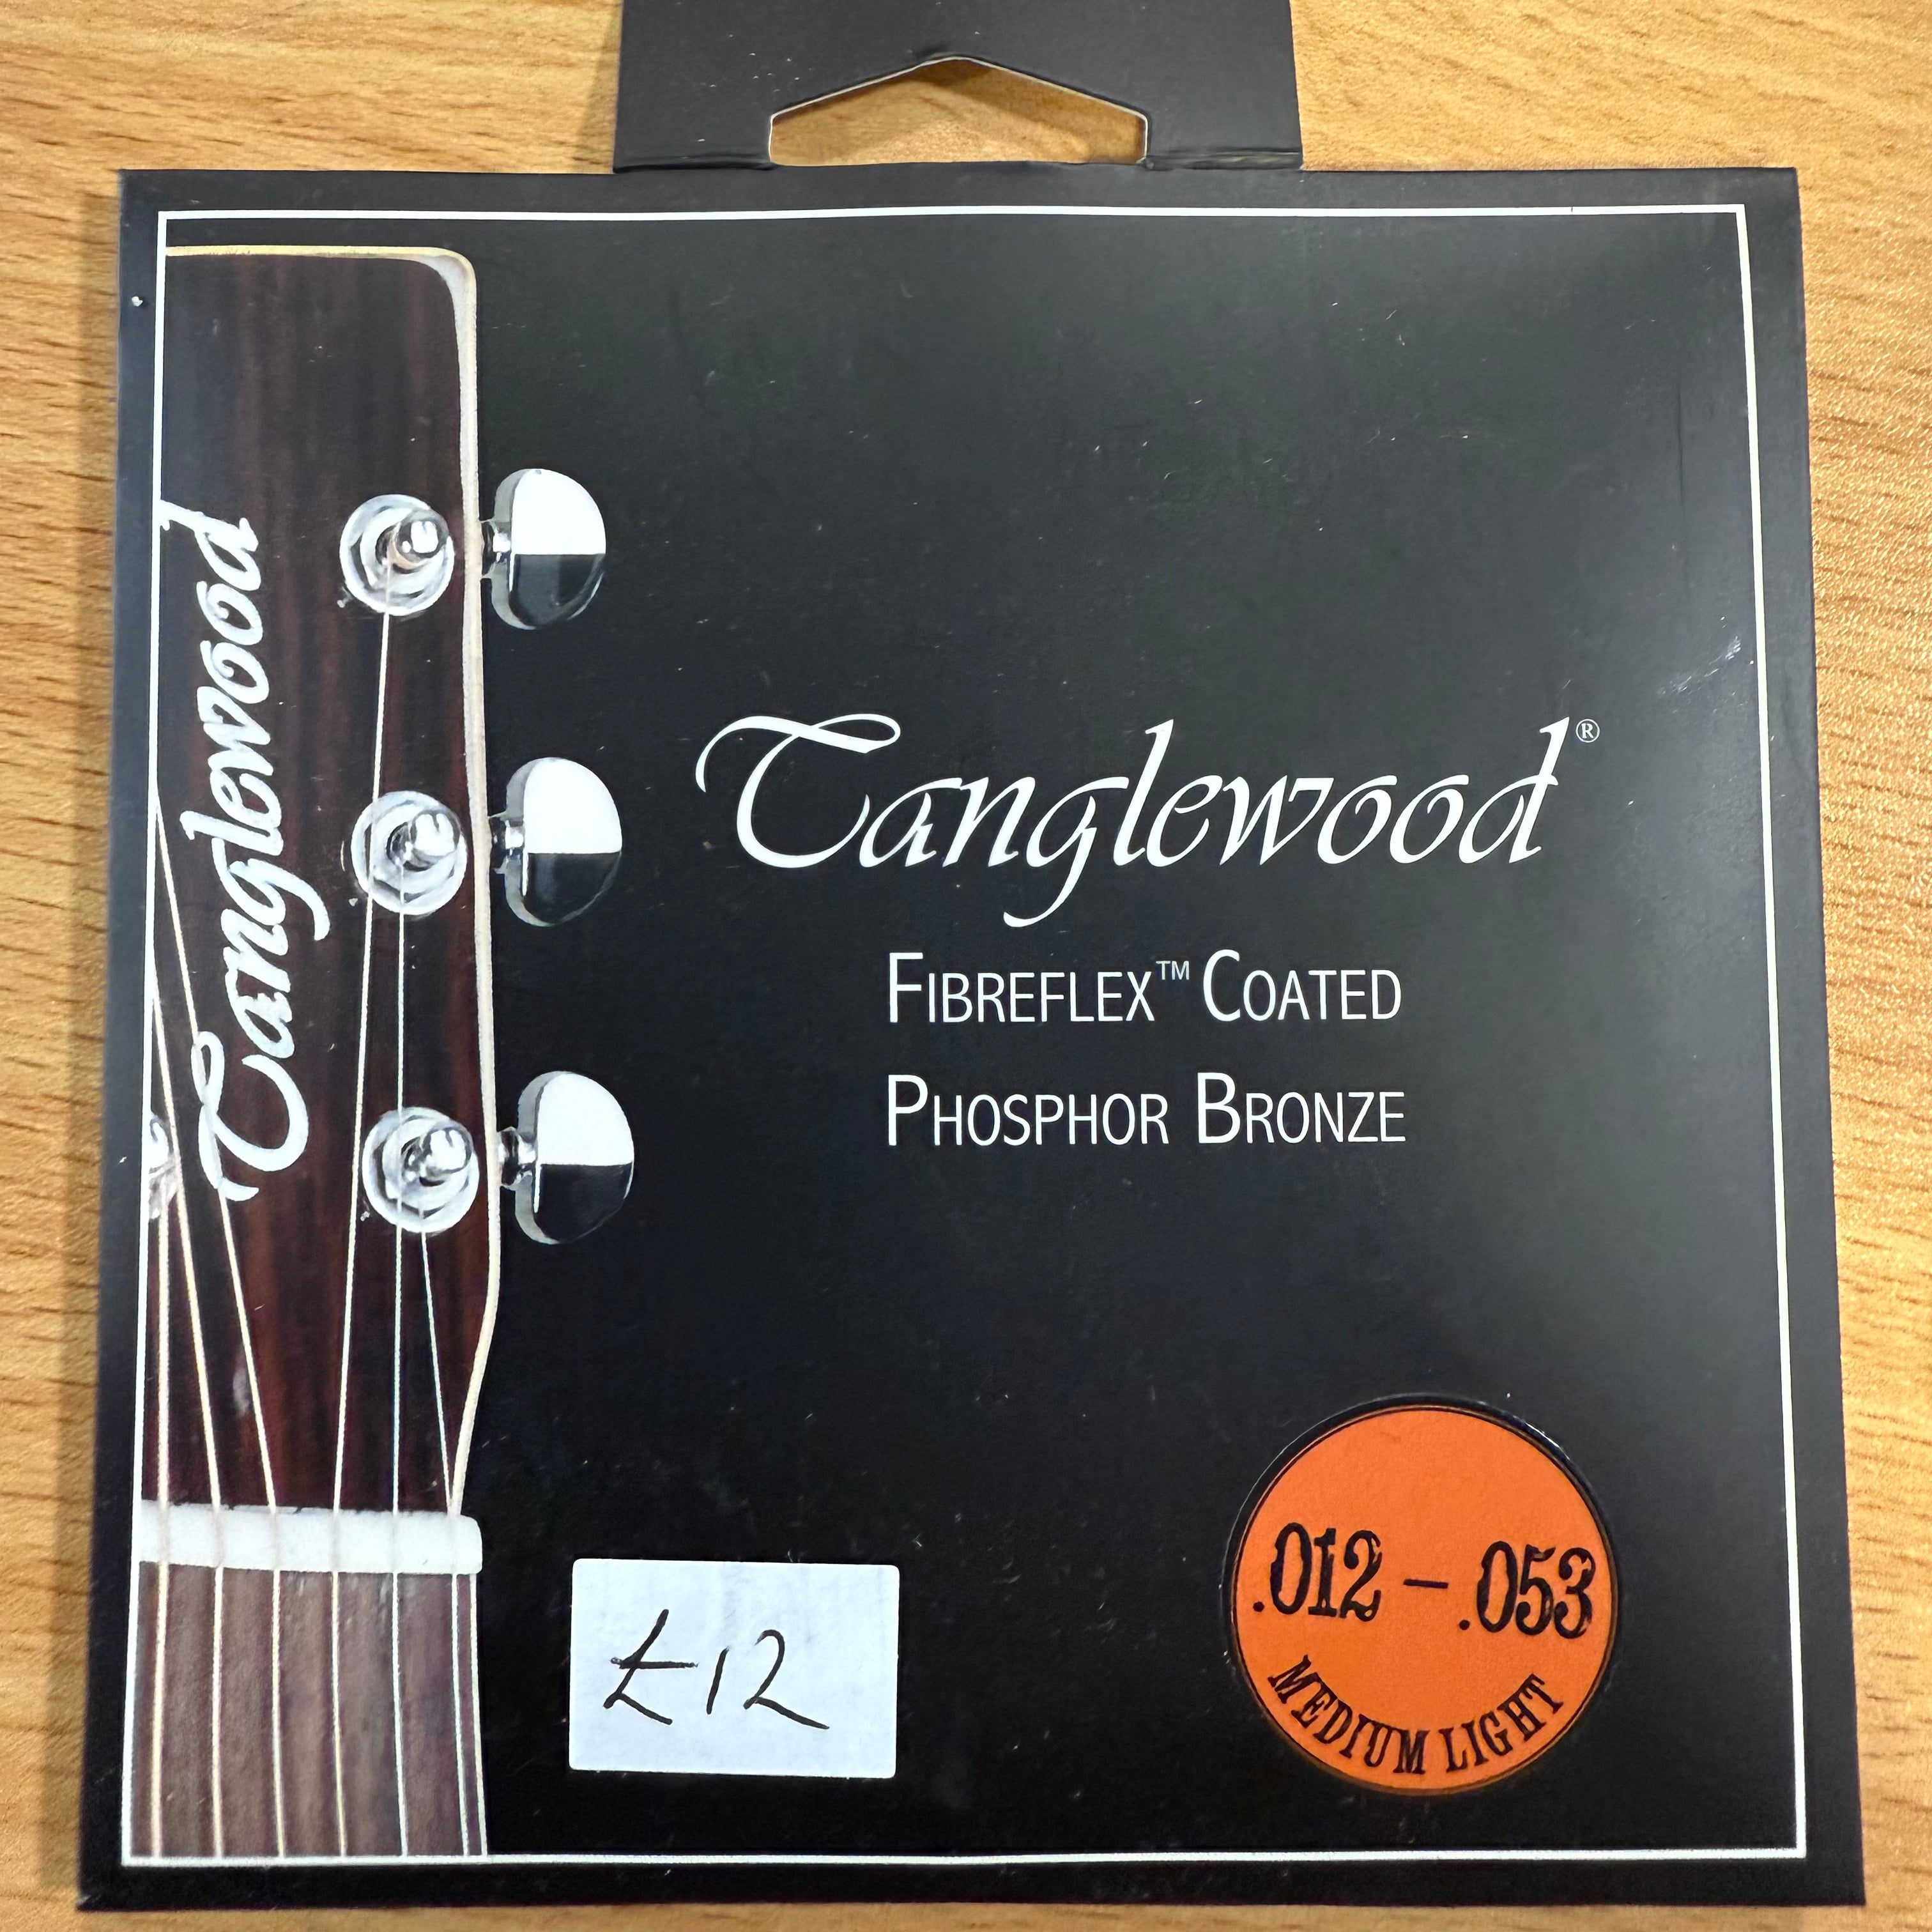 Tanglewood
Tanglewood®
FIBREFLEX™ COATED
PHOSPHOR BRONZE
.012 – .053
MEDIUM LIGHT
£12